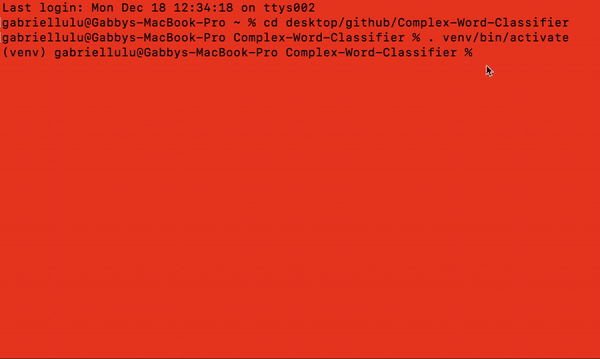 Last login: Mon Dec 18 12:34:18 on ttys002
gabriellulu@Gabbys-MacBook-Pro ~ % cd desktop/github/Complex-Word-Classifier
gabriellulu@Gabbys-MacBook-Pro Complex-Word-Classifier % . venv/bin/activate
(venv) gabriellulu@Gabbys-MacBook-Pro Complex-Word-Classifier %